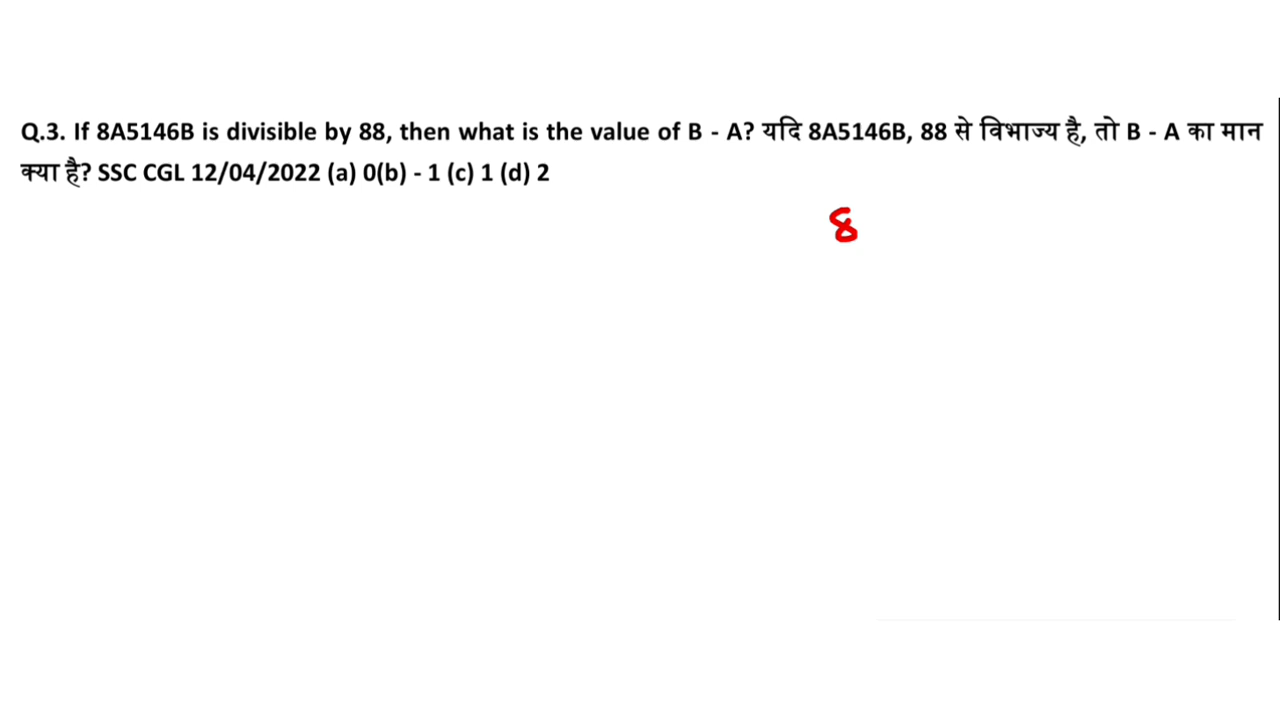 Q.3. If 8A5146B is divisible by 88, then what is the value of B - A? यदि 8A5146B, 88 से विभाज्य है, तो B - A का मान
क्या है? SSC CGL 12/04/2022 (a) 0(b) - 1 (c) 1 (d) 2
8